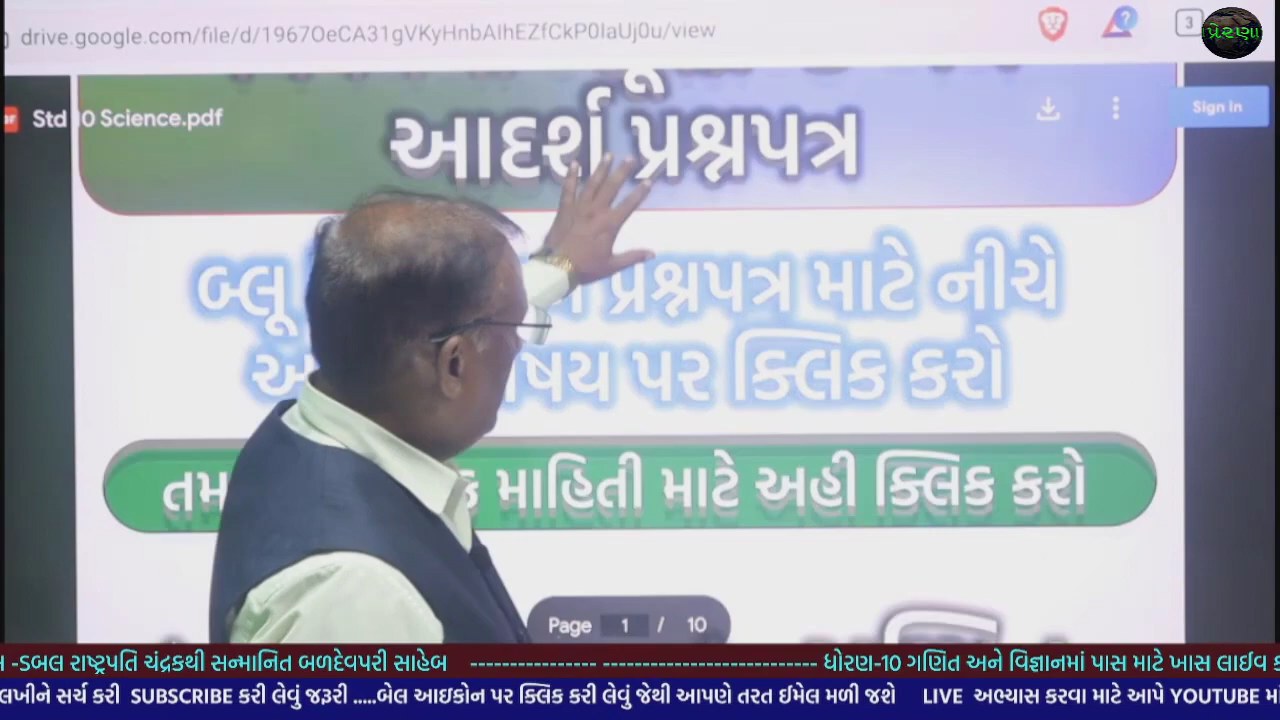 drive.google.com/file/d/1967OeCA31gVKyHnbAIhEZfCkP0IaUj0u/view
3
પ્રેરણા
Std 10 Science.pdf
Sign in
આદર્શ પ્રશ્નપત્ર
બ્લૂ પ્રશ્નપત્ર માટે નીચે
પર ક્લિક કરો
માહિતી માટે અહી ક્લિક કરો
Page 1 / 10
-ડબલ રાષ્ટ્રપતિ ચંદ્રકથી સન્માનિત બળદેવપરી સાહેબ ---------------- --------------------------- ધોરણ-10 ગણિત અને વિજ્ઞાનમાં પાસ માટે ખાસ લાઈવ
લખીને સર્ચ કરી SUBSCRIBE કરી લેવું જરૂરી .....બેલ આઇકોન પર ક્લિક કરી લેવું જેથી આપણે તરત ઈમેલ મળી જશે LIVE અભ્યાસ કરવા માટે આપે YOUTUBE